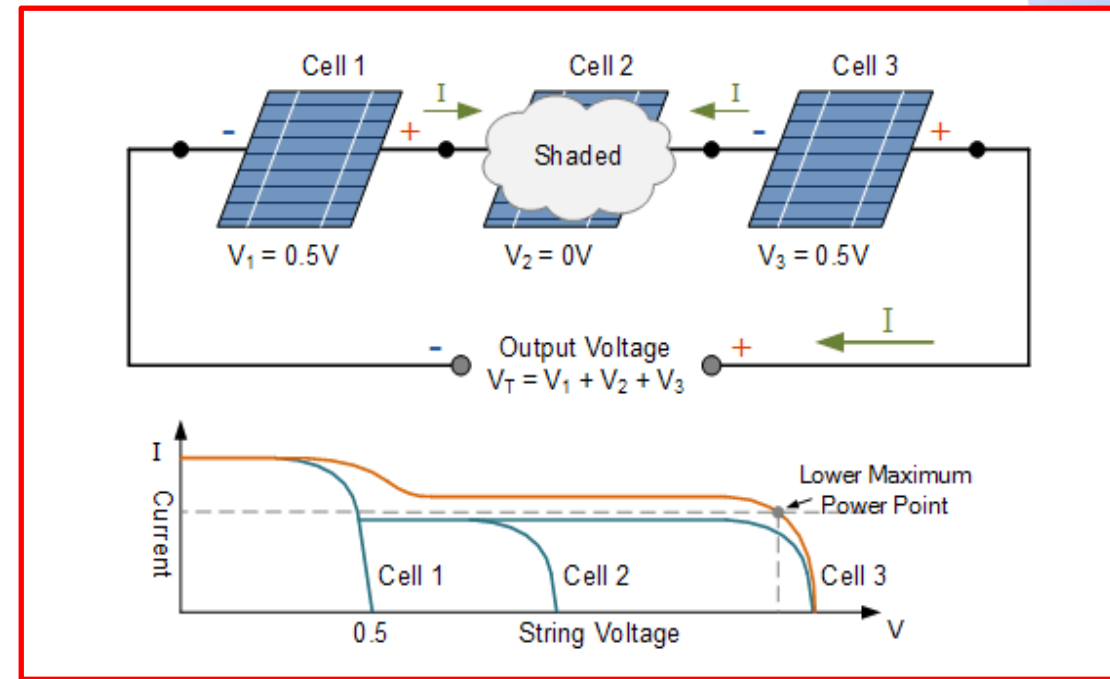 Cell 1
Cell 2
Cell 3
I
I
-
+
Shaded
-
+
V₁ = 0.5V
V₂ = 0V
V₃ = 0.5V
I
-
Output Voltage
+
V_T = V₁ + V₂ + V₃
I
Lower Maximum
Power Point
Current
Cell 1
Cell 2
Cell 3
0.5
String Voltage
V